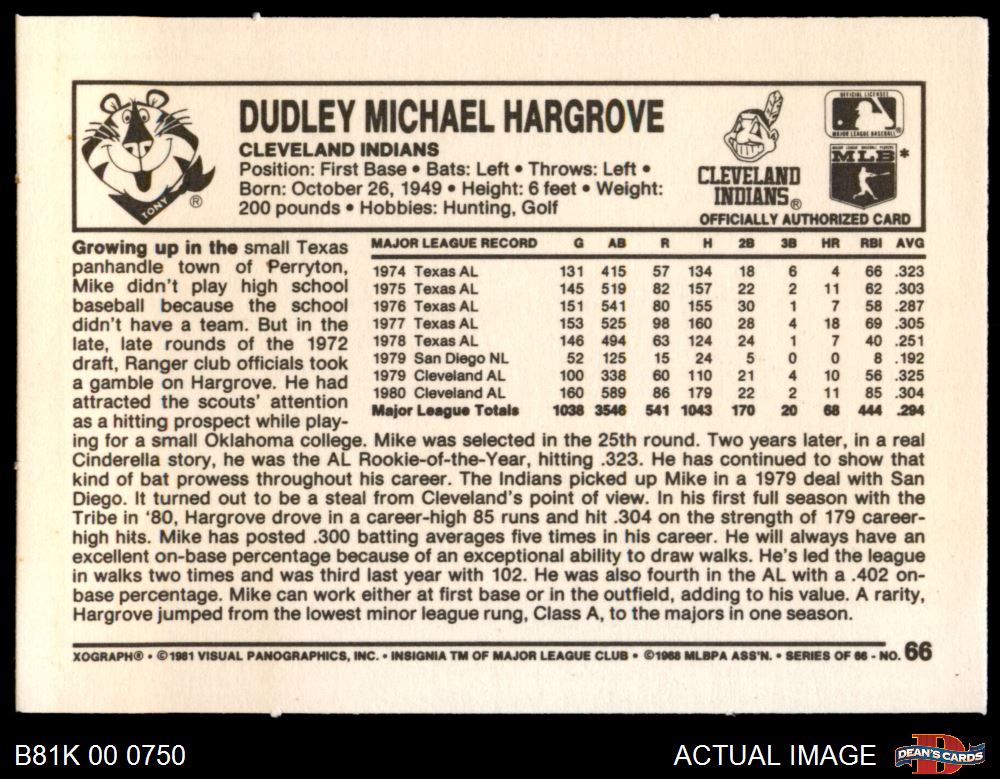 DUDLEY MICHAEL HARGROVE
CLEVELAND INDIANS
Position: First Base • Bats: Left • Throws: Left •
Born: October 26, 1949 • Height: 6 feet • Weight:
200 pounds • Hobbies: Hunting, Golf
TONY ®
CLEVELAND
INDIANS®
OFFICIAL LICENSEE
MAJOR LEAGUE BASEBALL®
MLB*
OFFICIALLY AUTHORIZED CARD
Growing up in the small Texas
panhandle town of Perryton,
Mike didn't play high school
baseball because the school
didn't have a team. But in the
late, late rounds of the 1972
draft, Ranger club officials took
a gamble on Hargrove. He had
attracted the scouts' attention
as a hitting prospect while play-
MAJOR LEAGUE RECORD G AB R H 2B 3B HR RBI AVG
1974 Texas AL 131 415 57 134 18 6 4 66 .323
1975 Texas AL 145 519 82 157 22 2 11 62 .303
1976 Texas AL 151 541 80 155 30 1 7 58 .287
1977 Texas AL 153 525 98 160 28 4 18 69 .305
1978 Texas AL 146 494 63 124 24 1 7 40 .251
1979 San Diego NL 52 125 15 24 5 0 0 8 .192
1979 Cleveland AL 100 338 60 110 21 4 10 56 .325
1980 Cleveland AL 160 589 86 179 22 2 11 85 .304
Major League Totals 1038 3546 541 1043 170 20 68 444 .294
ing for a small Oklahoma college. Mike was selected in the 25th round. Two years later, in a real
Cinderella story, he was the AL Rookie-of-the-Year, hitting .323. He has continued to show that
kind of bat prowess throughout his career. The Indians picked up Mike in a 1979 deal with San
Diego. It turned out to be a steal from Cleveland's point of view. In his first full season with the
Tribe in '80, Hargrove drove in a career-high 85 runs and hit .304 on the strength of 179 career-
high hits. Mike has posted .300 batting averages five times in his career. He will always have an
excellent on-base percentage because of an exceptional ability to draw walks. He's led the league
in walks two times and was third last year with 102. He was also fourth in the AL with a .402 on-
base percentage. Mike can work either at first base or in the outfield, adding to his value. A rarity,
Hargrove jumped from the lowest minor league rung, Class A, to the majors in one season.
XOGRAPH® • ©1981 VISUAL PANOGRAPHICS, INC. • INSIGNIA TM OF MAJOR LEAGUE CLUB • ©1968 MLBPA ASS'N. • SERIES OF 66 - NO. 66
B81K 00 0750
ACTUAL IMAGE
DEAN'S CARDS